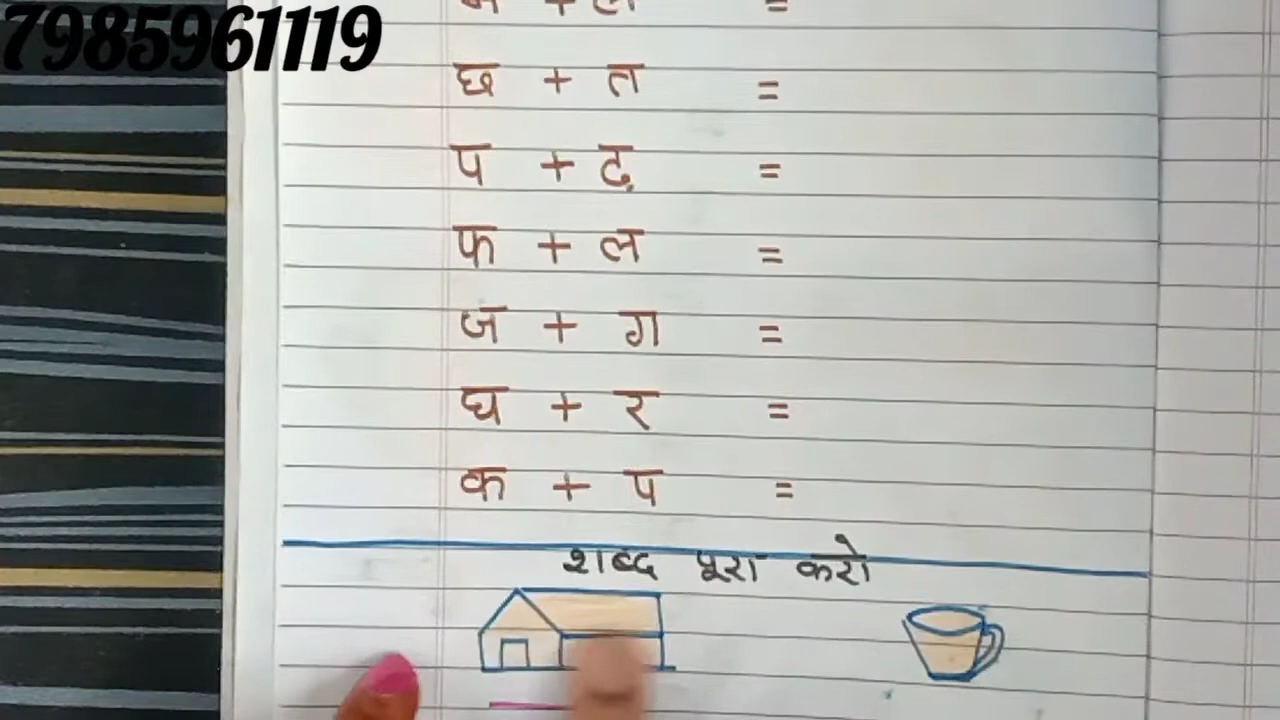 7985961119
छ + त =
प + ढ़ =
फ + ल =
ज + ग =
घ + र =
क + प =
शब्द पूरा करो